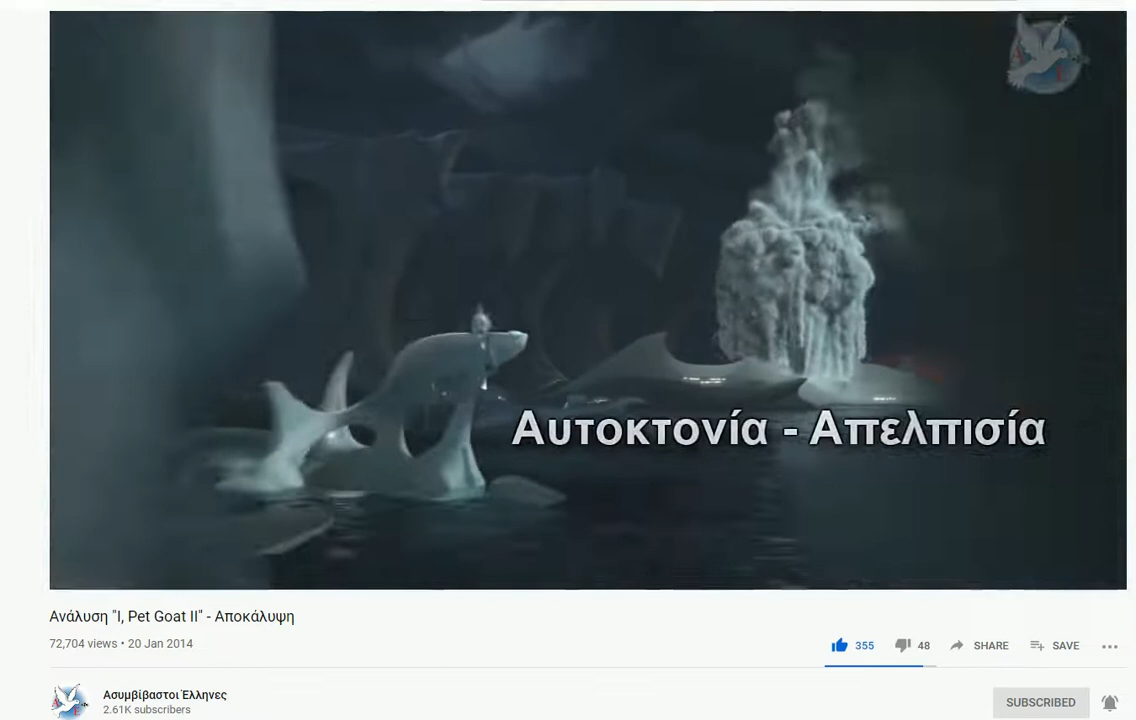 Αυτοκτονία - Απελπισία
Ανάλυση "I, Pet Goat II" - Αποκάλυψη
72,704 views • 20 Jan 2014
355
48
SHARE
SAVE
Ασυμβίβαστοι Έλληνες
2.61K subscribers
SUBSCRIBED